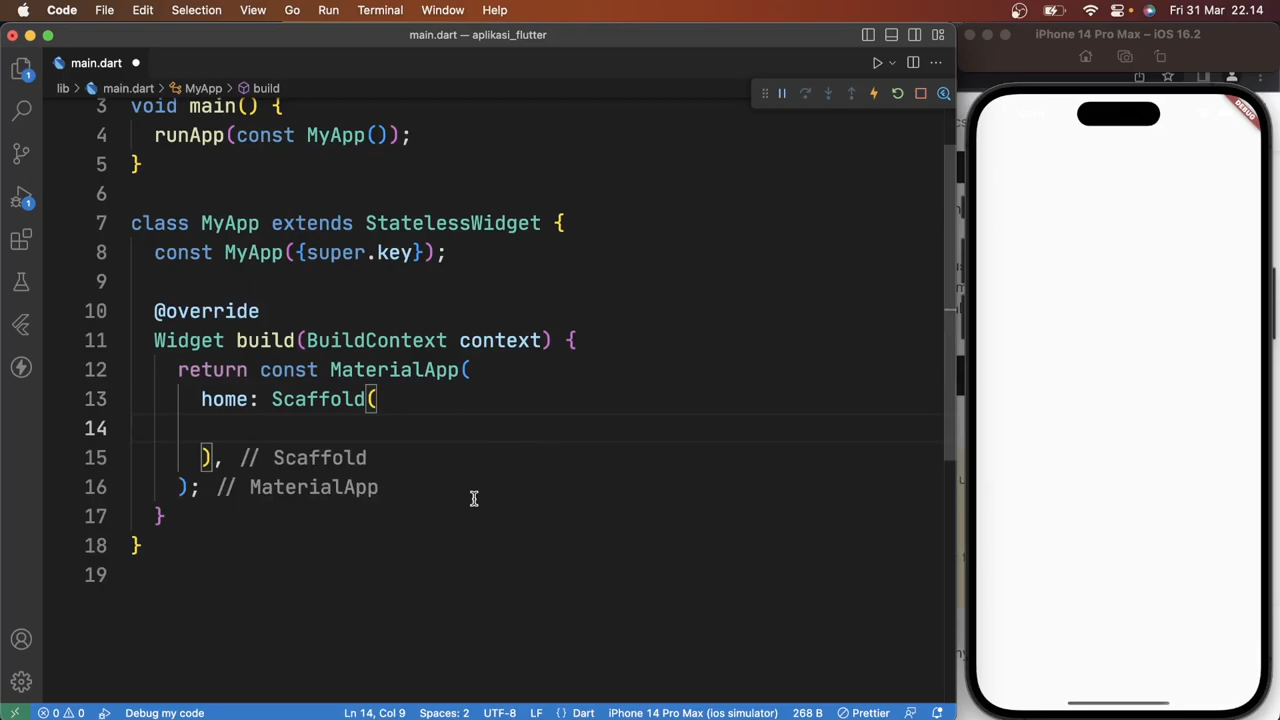 Code File Edit Selection View Go Run Terminal Window Help Fri 31 Mar 22.14
main.dart — aplikasi_flutter
iPhone 14 Pro Max – iOS 16.2
main.dart
lib > main.dart > MyApp > build
3 void main() {
4 runApp(const MyApp());
5 }
6
7 class MyApp extends StatelessWidget {
8 const MyApp({super.key});
9
10 @override
11 Widget build(BuildContext context) {
12 return const MaterialApp(
13 home: Scaffold(
14
15 ), // Scaffold
16 ); // MaterialApp
17 }
18 }
19
DEBUG
1
1
0 0 Debug my code Ln 14, Col 9 Spaces: 2 UTF-8 LF {} Dart iPhone 14 Pro Max (ios simulator) 268 B Prettier